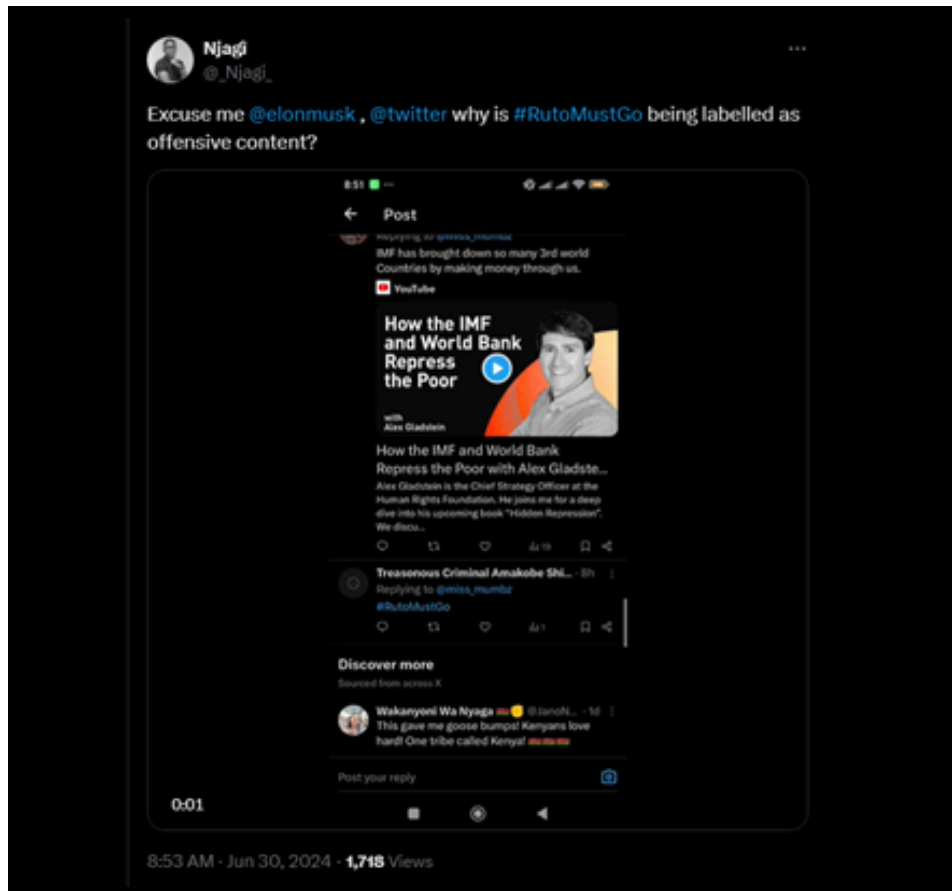 Njagi
@_Njagi_
Excuse me @elonmusk , @twitter why is #RutoMustGo being labelled as
offensive content?
8:51
Post
Replying to @miss_mumbz
IMF has brought down so many 3rd world
Countries by making money through us.
YouTube
How the IMF
and World Bank
Repress
the Poor
with
Alex Gladstein
How the IMF and World Bank
Repress the Poor with Alex Gladste...
Alex Gladstein is the Chief Strategy Officer at the
Human Rights Foundation. He joins me for a deep
dive into his upcoming book "Hidden Repression".
We discu...
19
Treasonous Criminal Amakobe Shi... · 8h
Replying to @miss_mumbz
#RutoMustGo
1
Discover more
Sourced from across X
Wakanyoni Wa Nyaga @JanoN... · 1d
This gave me goose bumps! Kenyans love
hard! One tribe called Kenya!
Post your reply
0:01
8:53 AM · Jun 30, 2024 · 1,718 Views